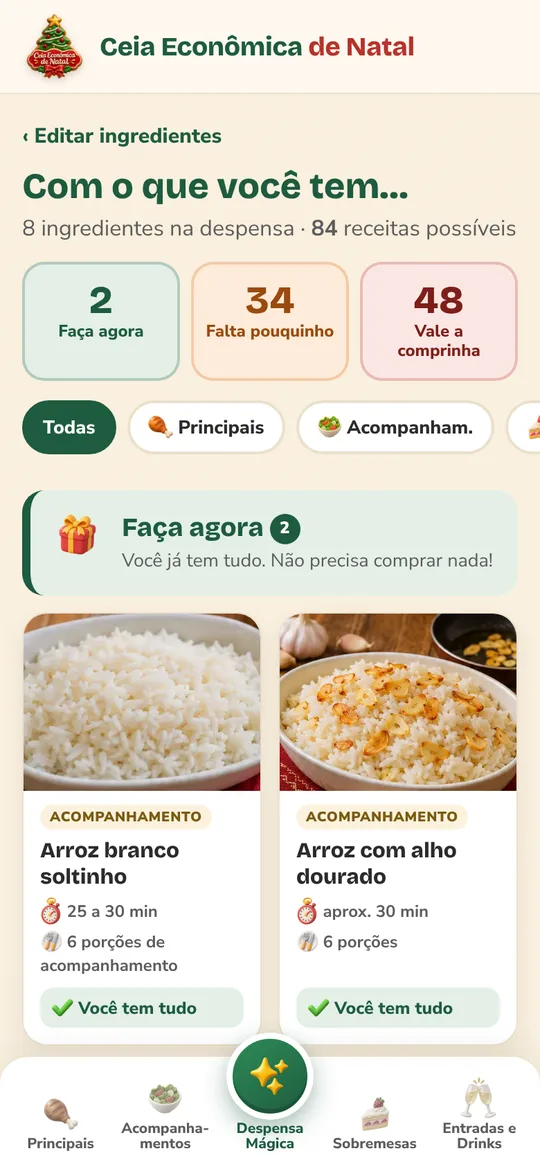 Ceia Econômica
de Natal
Ceia Econômica de Natal
‹ Editar ingredientes
Com o que você tem...
8 ingredientes na despensa · 84 receitas possíveis
2
Faça agora
34
Falta pouquinho
48
Vale a
comprinha
Todas
Principais
Acompanham.
Faça agora 2
Você já tem tudo. Não precisa comprar nada!
ACOMPANHAMENTO
Arroz branco
soltinho
25 a 30 min
6 porções de
acompanhamento
Você tem tudo
ACOMPANHAMENTO
Arroz com alho
dourado
aprox. 30 min
6 porções
Você tem tudo
Principais
Acompanha-
mentos
Despensa
Mágica
Sobremesas
Entradas e
Drinks